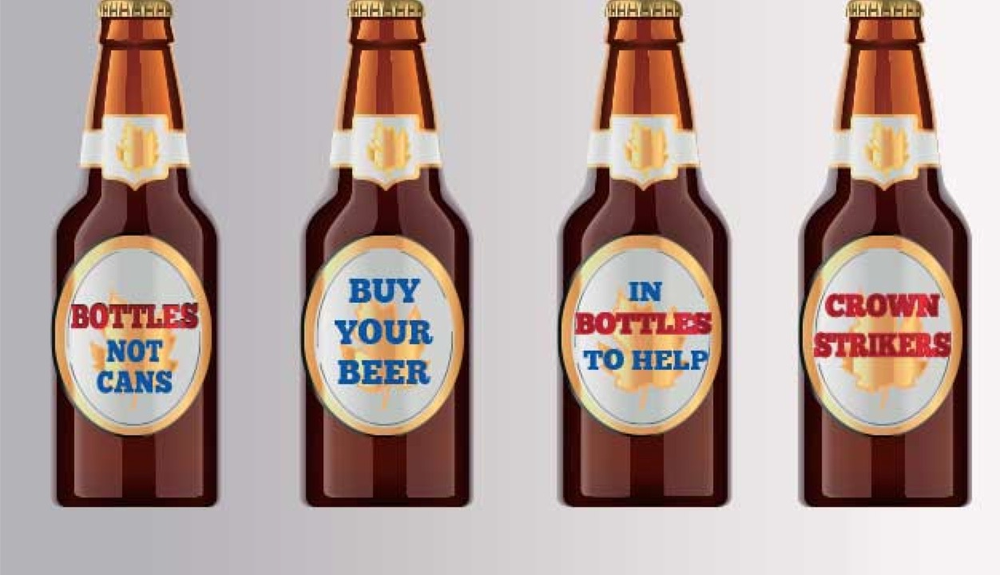 BOTTLES
NOT
CANS
BUY
YOUR
BEER
IN
BOTTLES
TO HELP
CROWN
STRIKERS